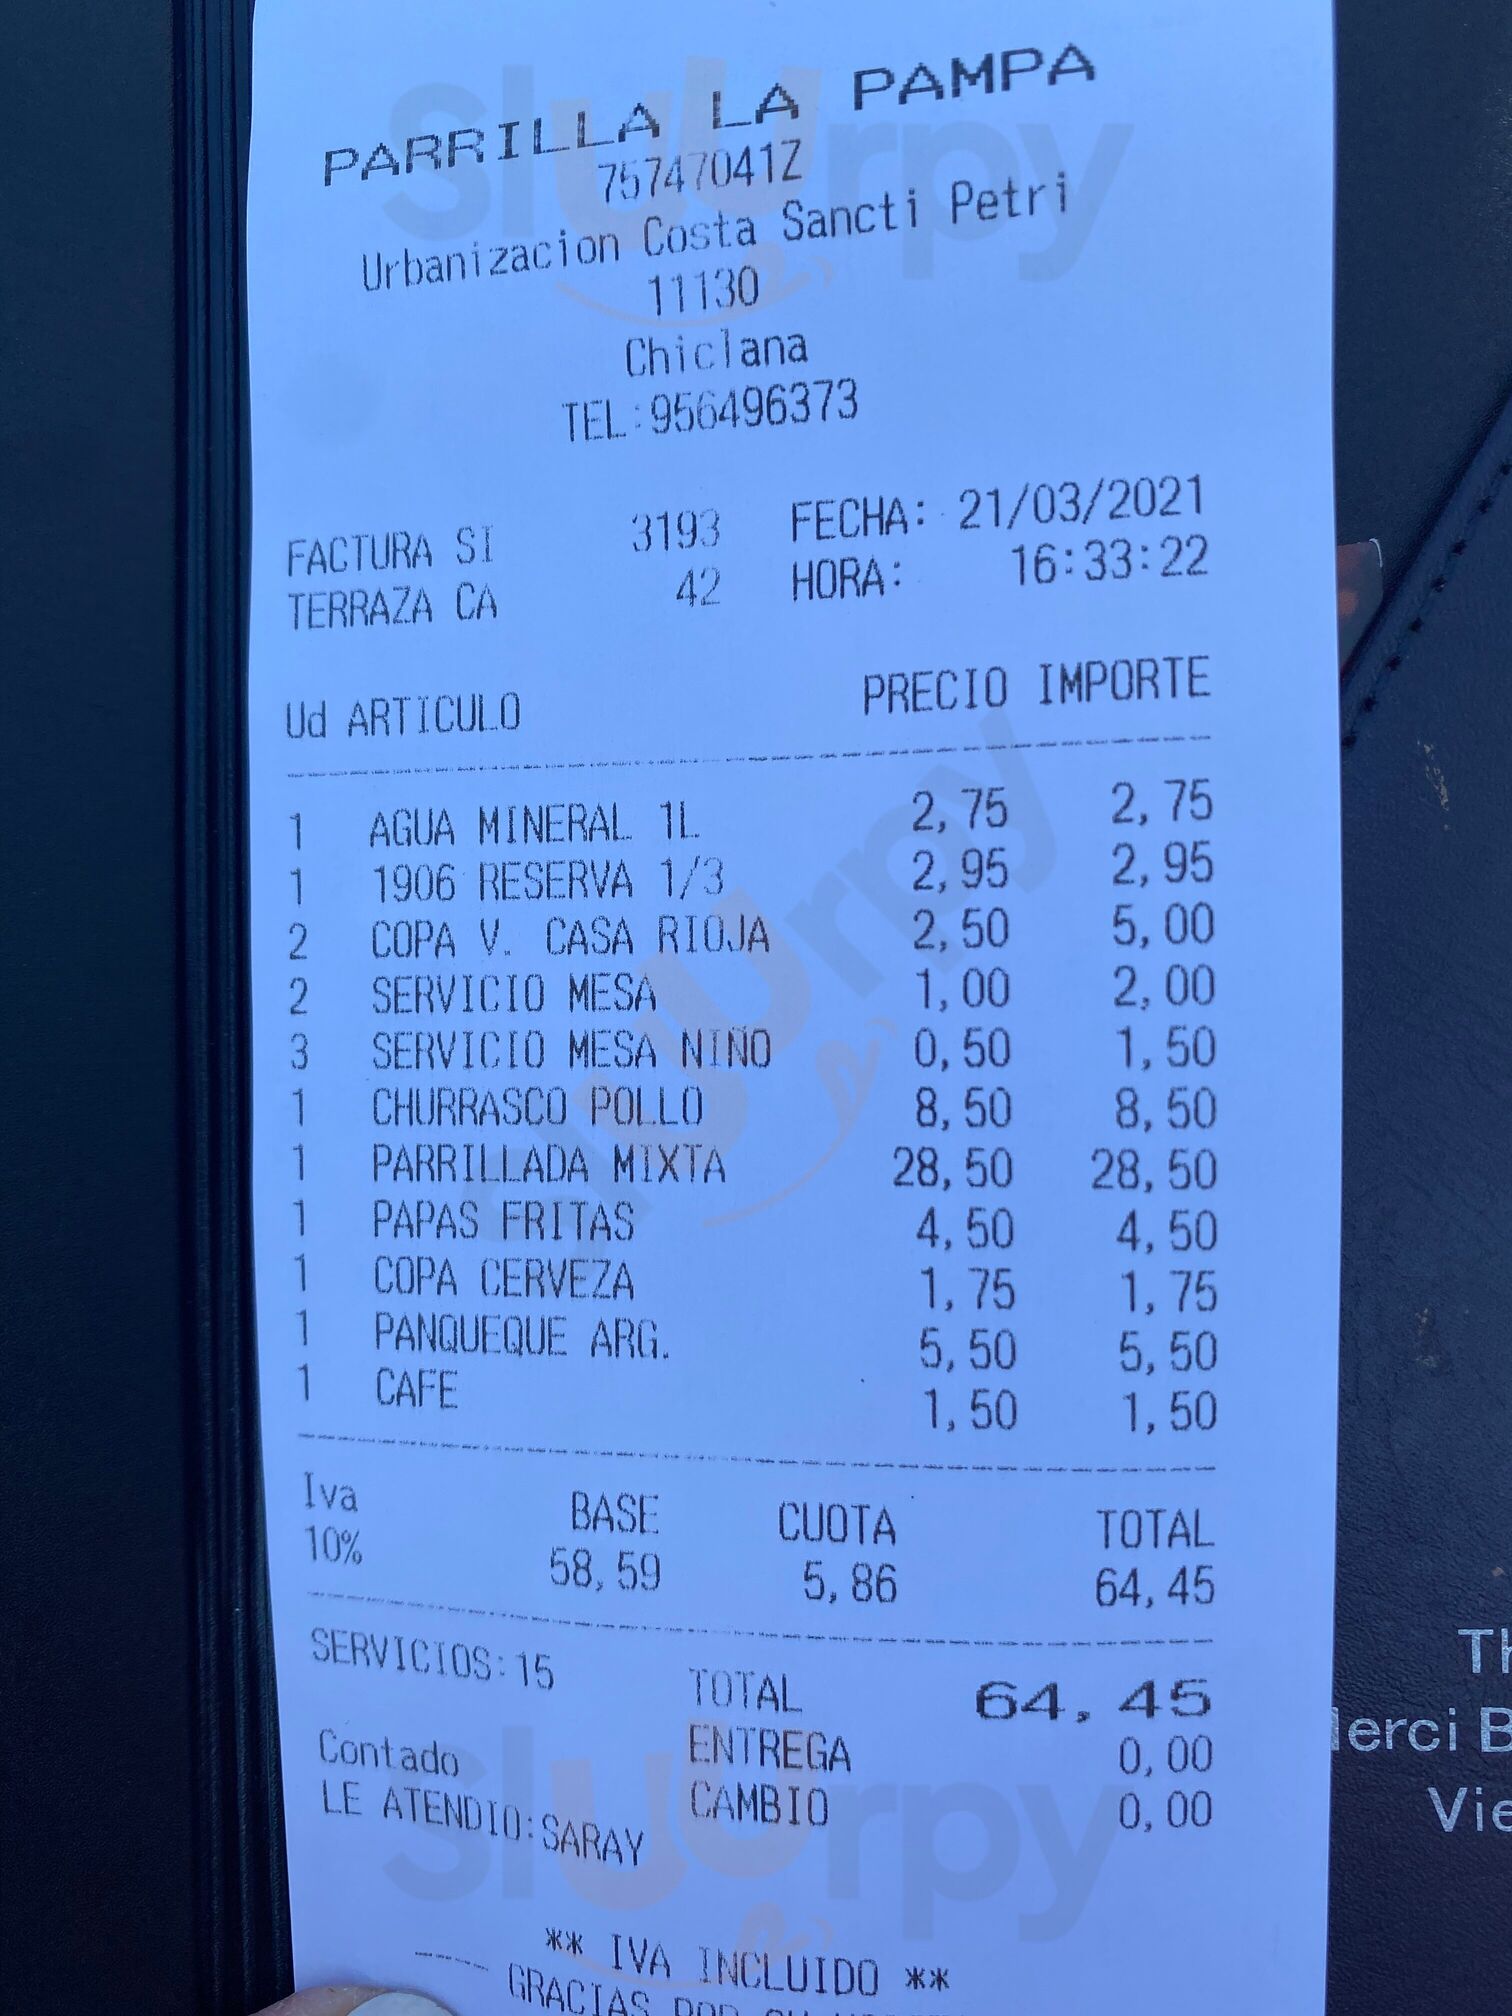 PARRILLA LA PAMPA
75747041Z
Urbanizacion Costa Sancti Petri
11130
Chiclana
TEL:956496373
FACTURA SI 3193 FECHA: 21/03/2021
TERRAZA CA 42 HORA: 16:33:22
Ud ARTICULO PRECIO IMPORTE
1 AGUA MINERAL 1L 2,75 2,75
1 1906 RESERVA 1/3 2,95 2,95
2 COPA V. CASA RIOJA 2,50 5,00
2 SERVICIO MESA 1,00 2,00
3 SERVICIO MESA NIÑO 0,50 1,50
1 CHURRASCO POLLO 8,50 8,50
1 PARRILLADA MIXTA 28,50 28,50
1 PAPAS FRITAS 4,50 4,50
1 COPA CERVEZA 1,75 1,75
1 PANQUEQUE ARG. 5,50 5,50
1 CAFE 1,50 1,50
Iva BASE CUOTA TOTAL
10% 58,59 5,86 64,45
SERVICIOS:15 TOTAL 64,45
Contado ENTREGA 0,00
LE ATENDIO:SARAY CAMBIO 0,00
** IVA INCLUIDO **
GRACIAS POR SU
Sluurpy
Sluurpy
Sluurpy